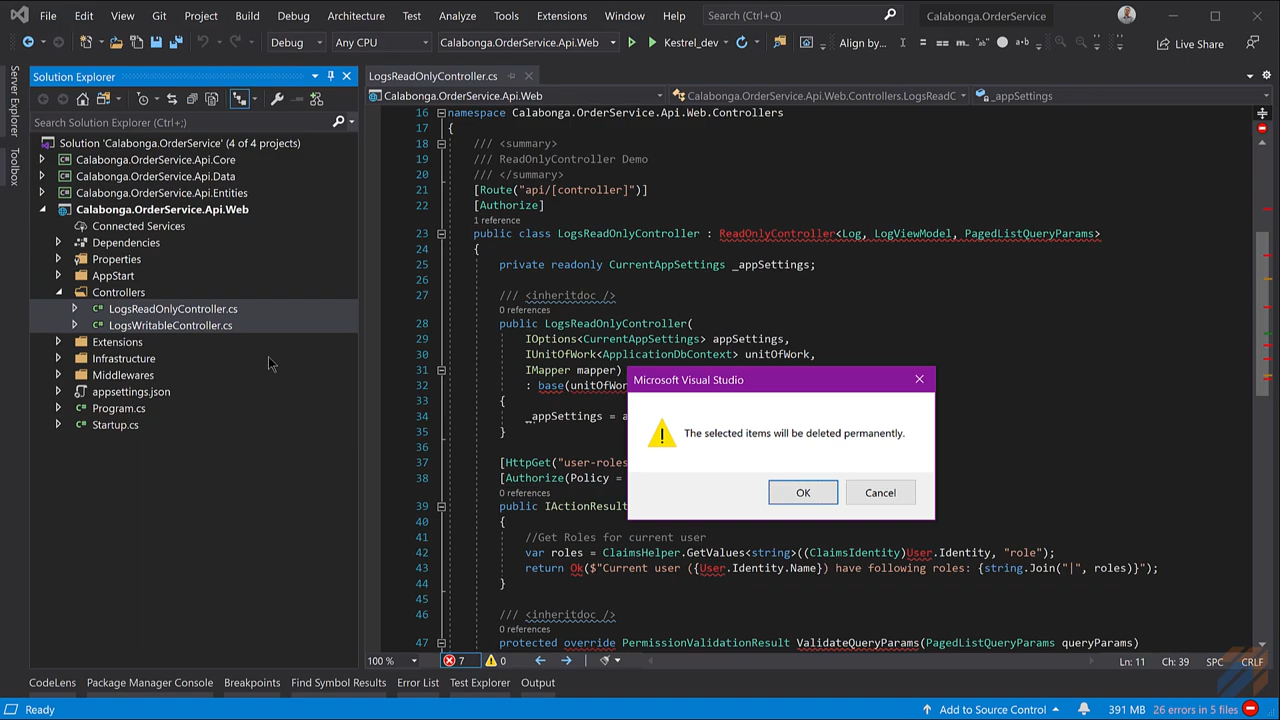 File Edit View Git Project Build Debug Architecture Test Analyze Tools Extensions Window Help Search (Ctrl+Q) Calabonga.OrderService
Debug Any CPU Calabonga.OrderService.Api.Web Kestrel_dev Align by... Live Share
Server Explorer
Toolbox
Solution Explorer
Search Solution Explorer (Ctrl+;)
Solution 'Calabonga.OrderService' (4 of 4 projects)
Calabonga.OrderService.Api.Core
Calabonga.OrderService.Api.Data
Calabonga.OrderService.Api.Entities
Calabonga.OrderService.Api.Web
Connected Services
Dependencies
Properties
AppStart
Controllers
LogsReadOnlyController.cs
LogsWritableController.cs
Extensions
Infrastructure
Middlewares
appsettings.json
Program.cs
Startup.cs
LogsReadOnlyController.cs
Calabonga.OrderService.Api.Web Calabonga.OrderService.Api.Web.Controllers.LogsReadC _appSettings
16 namespace Calabonga.OrderService.Api.Web.Controllers
17 {
18 /// <summary>
19 /// ReadOnlyController Demo
20 /// </summary>
21 [Route("api/[controller]")]
22 [Authorize]
1 reference
23 public class LogsReadOnlyController : ReadOnlyController<Log, LogViewModel, PagedListQueryParams>
24 {
25 private readonly CurrentAppSettings _appSettings;
26
27 /// <inheritdoc />
0 references
28 public LogsReadOnlyController(
29 IOptions<CurrentAppSettings> appSettings,
30 IUnitOfWork<ApplicationDbContext> unitOfWork,
31 IMapper mapper)
32 : base(unitOfWor
33 {
34 _appSettings = a
35 }
36
37 [HttpGet("user-roles
38 [Authorize(Policy =
0 references
39 public IActionResult
40 {
41 //Get Roles for current user
42 var roles = ClaimsHelper.GetValues<string>((ClaimsIdentity)User.Identity, "role");
43 return Ok($"Current user ({User.Identity.Name}) have following roles: {string.Join("|", roles)}");
44 }
45
46 /// <inheritdoc />
0 references
47 protected override PermissionValidationResult ValidateQueryParams(PagedListQueryParams queryParams)
Microsoft Visual Studio
The selected items will be deleted permanently.
OK Cancel
100 % 7 0 Ln: 11 Ch: 39 SPC CRLF
CodeLens Package Manager Console Breakpoints Find Symbol Results Error List Test Explorer Output
Ready Add to Source Control 391 MB 26 errors in 5 files